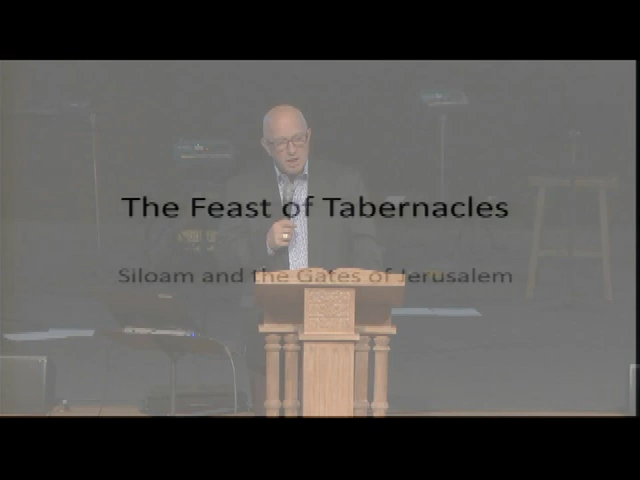 The Feast of Tabernacles
Siloam and the Gates of Jerusalem